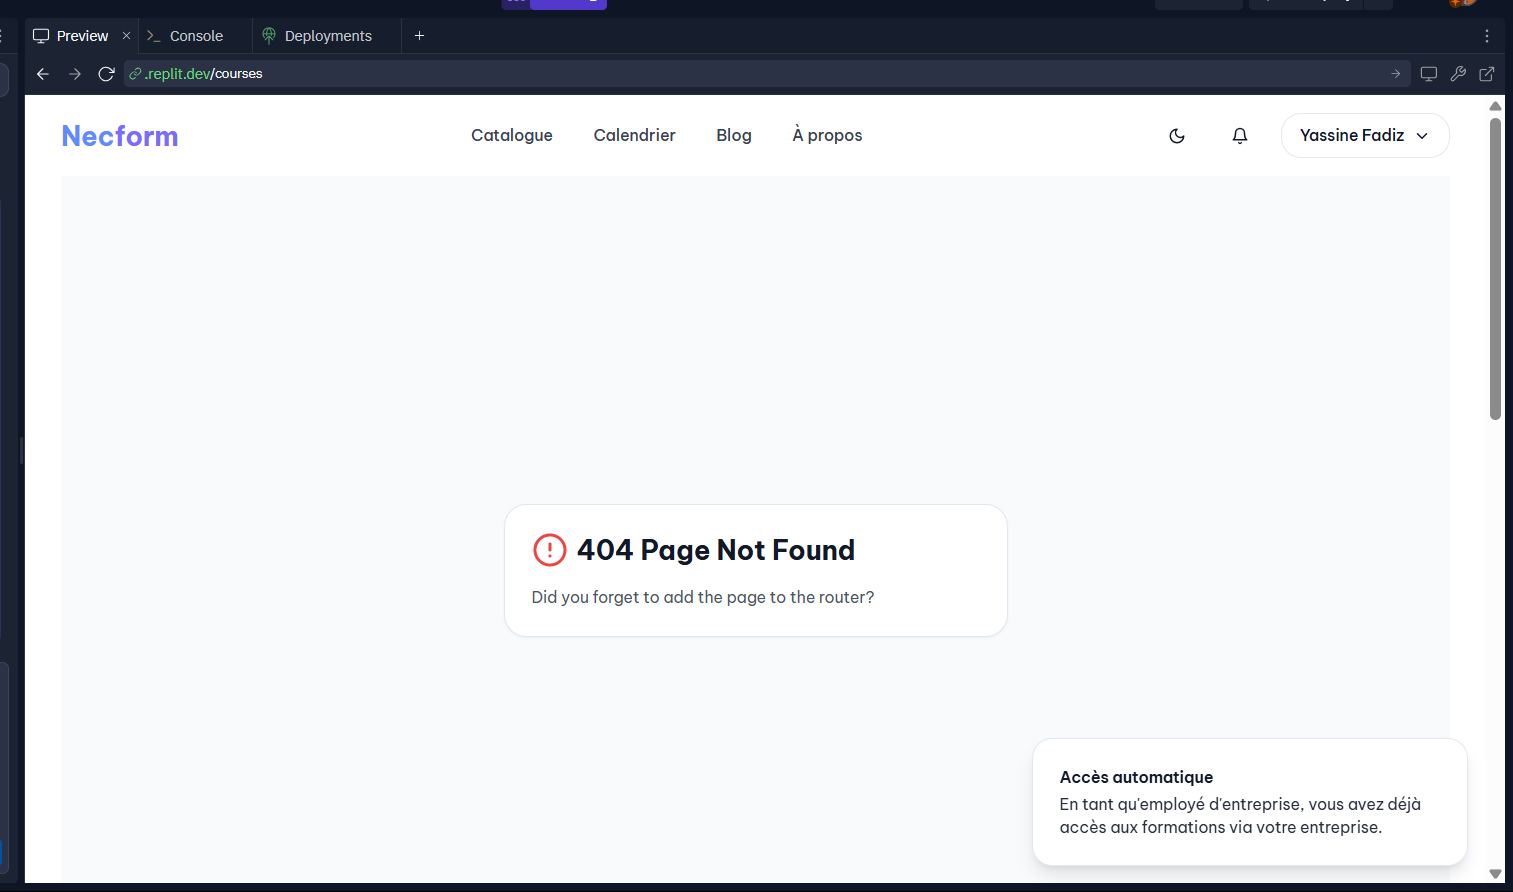 Preview
Console
Deployments
.replit.dev/courses
Necform
Catalogue
Calendrier
Blog
À propos
Yassine Fadiz
404 Page Not Found
Did you forget to add the page to the router?
Accès automatique
En tant qu'employé d'entreprise, vous avez déjà
accès aux formations via votre entreprise.